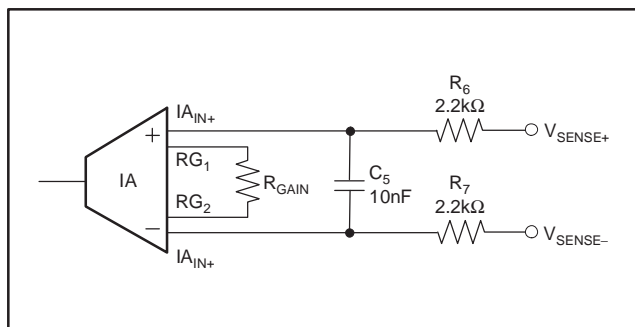 R6
2.2kΩ
IAIN+
VSENSE+
+
RG1
IA
RGAIN
C5
10nF
R7
2.2kΩ
RG2
−
IAIN+
VSENSE−